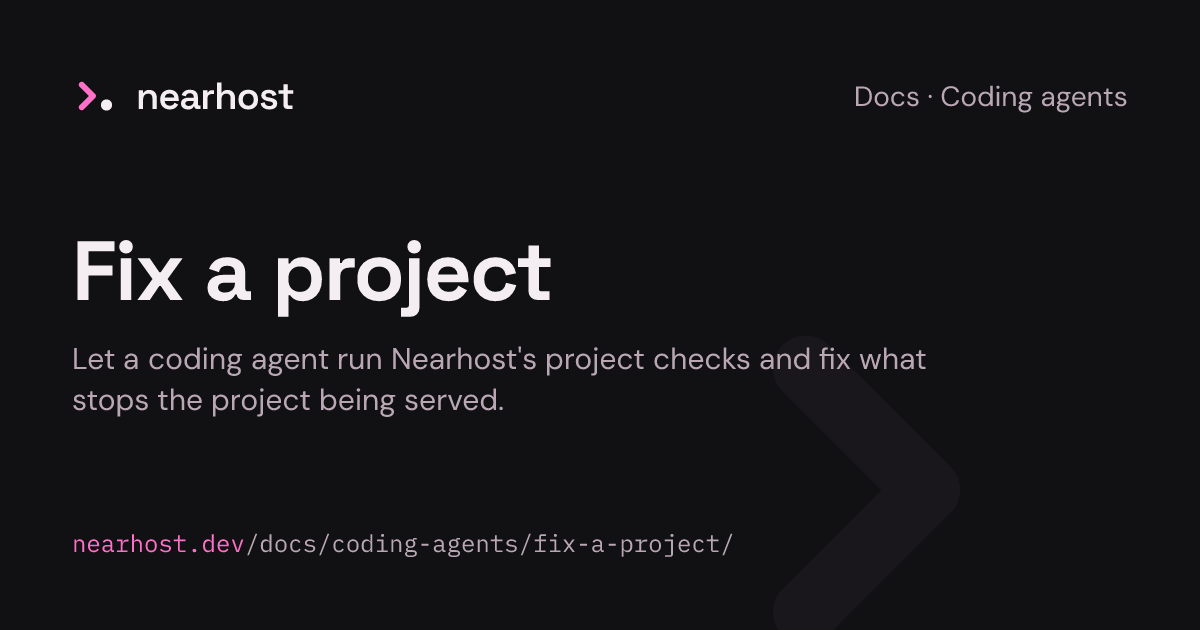 nearhost
Docs · Coding agents
Fix a project
Let a coding agent run Nearhost's project checks and fix what
stops the project being served.
nearhost.dev/docs/coding-agents/fix-a-project/